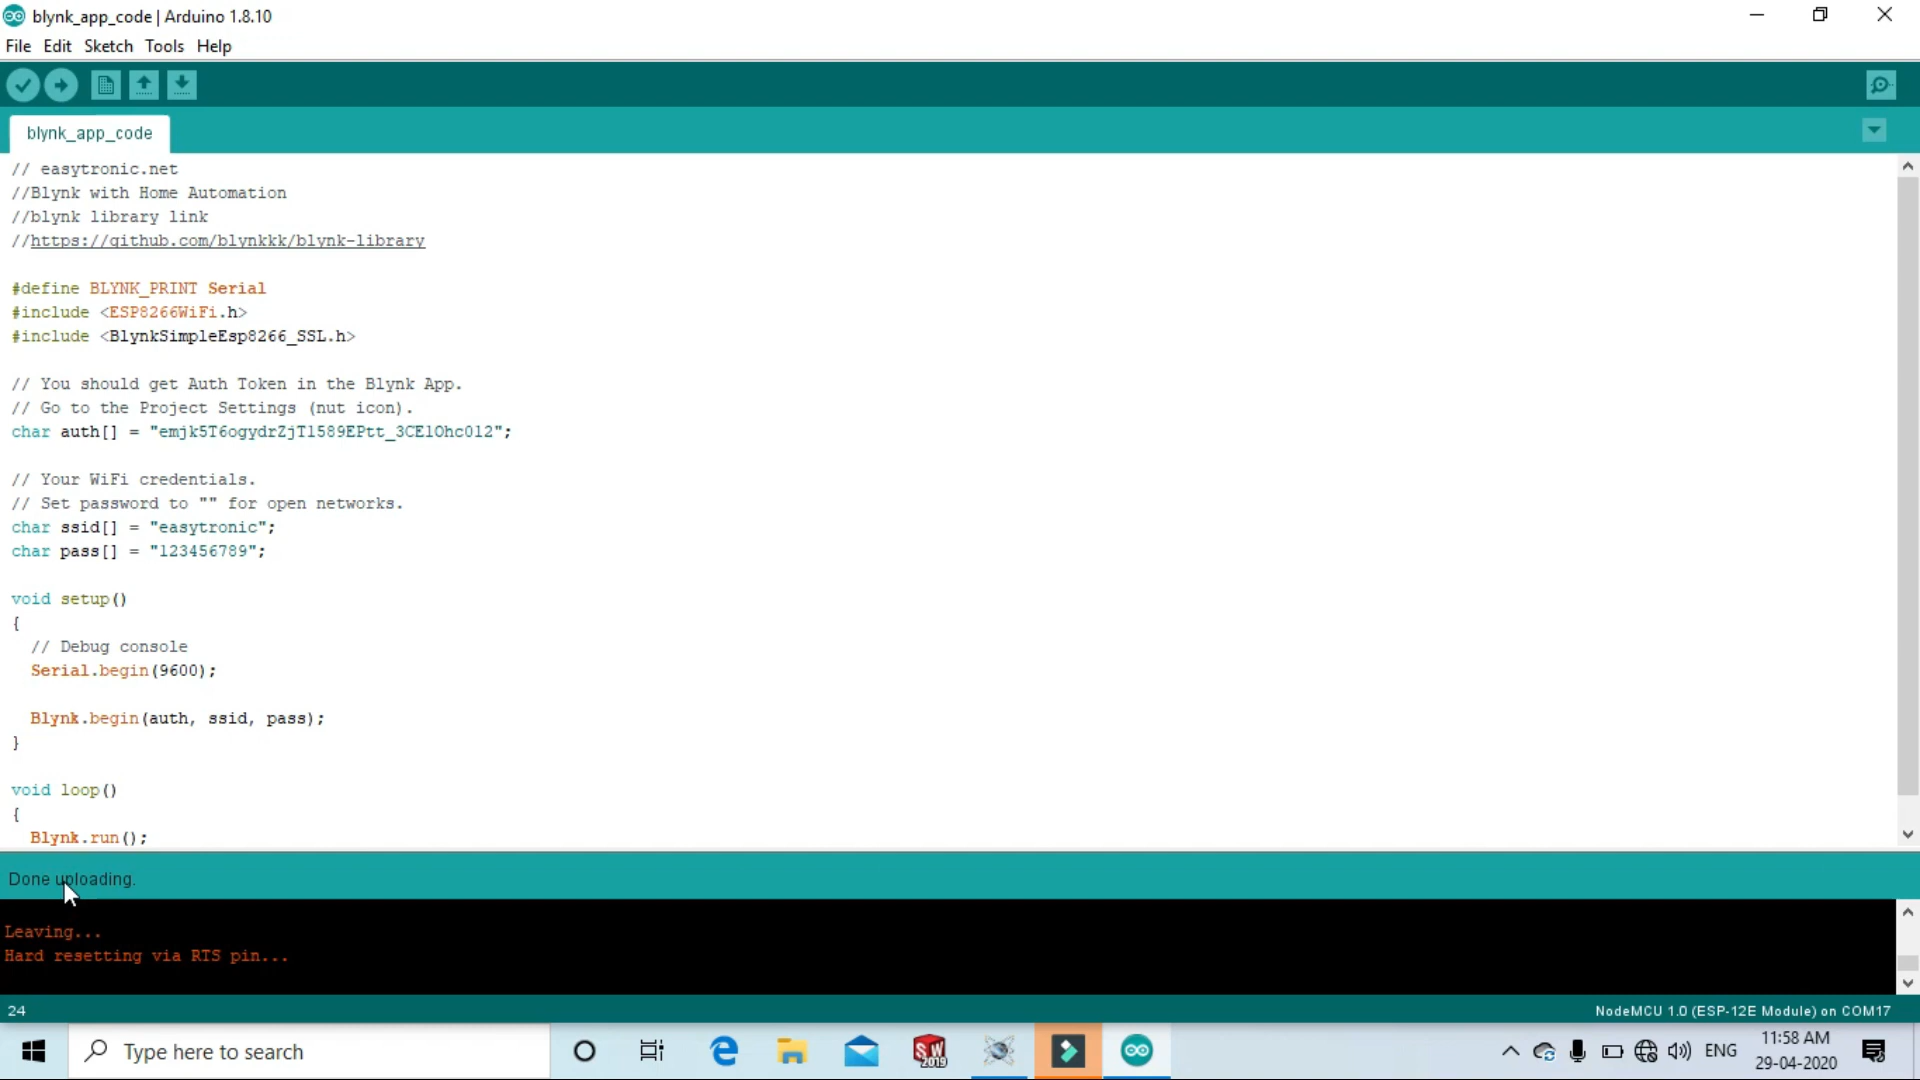 blynk_app_code | Arduino 1.8.10
File Edit Sketch Tools Help
blynk_app_code
// easytronic.net
//Blynk with Home Automation
//blynk library link
//https://github.com/blynkkk/blynk-library
#define BLYNK_PRINT Serial
#include <ESP8266WiFi.h>
#include <BlynkSimpleEsp8266_SSL.h>
// You should get Auth Token in the Blynk App.
// Go to the Project Settings (nut icon).
char auth[] = "emjk5T6ogydrZjTl589EPtt_3CElOhc0l2";
// Your WiFi credentials.
// Set password to "" for open networks.
char ssid[] = "easytronic";
char pass[] = "123456789";
void setup()
{
  // Debug console
  Serial.begin(9600);
  Blynk.begin(auth, ssid, pass);
}
void loop()
{
  Blynk.run();
Done uploading.
Leaving...
Hard resetting via RTS pin...
24 NodeMCU 1.0 (ESP-12E Module) on COM17
Type here to search
SW 2019
ENG
11:58 AM
29-04-2020